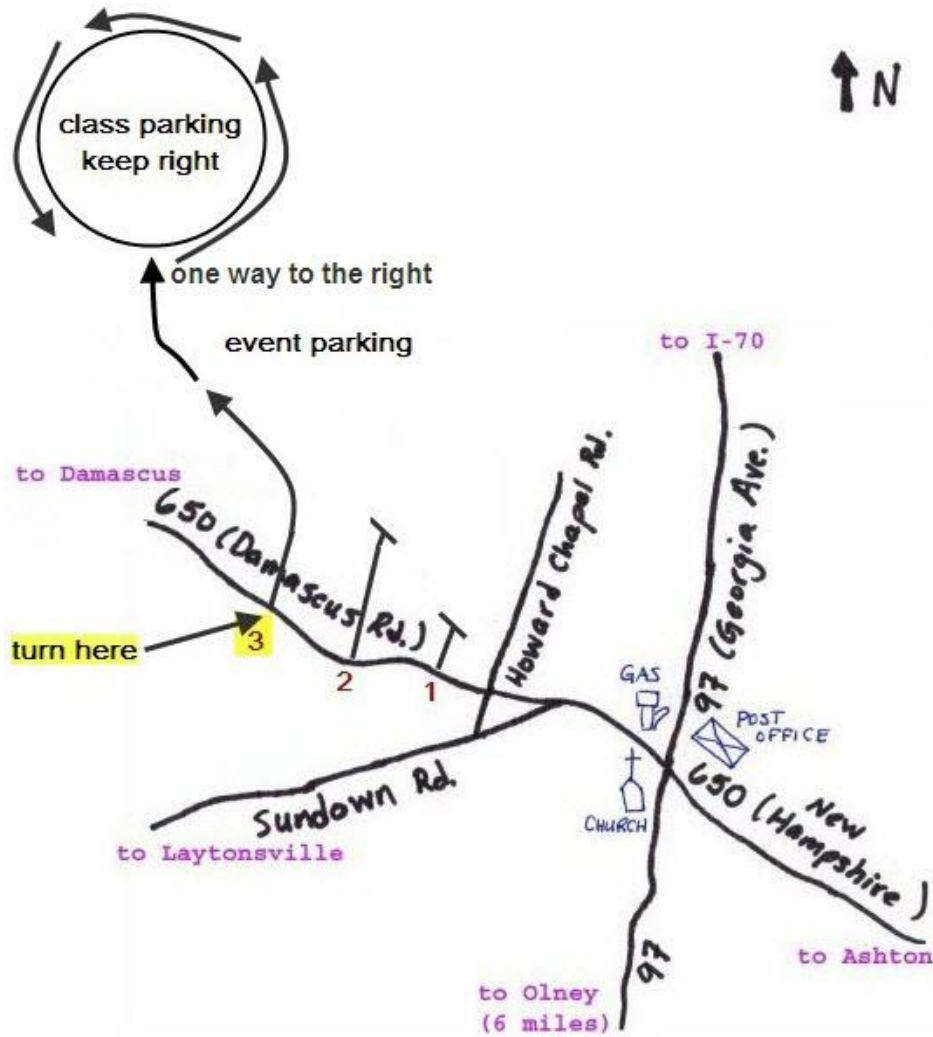 class parking
keep right
N
one way to the right
event parking
to I-70
to Damascus
650 (Damascus Rd.)
Howard Chapel Rd.
97 (Georgia Ave.)
turn here
3
2
1
GAS
POST
OFFICE
CHURCH
650 (New
Hampshire)
Sundown Rd.
to Laytonsville
97
to Ashton
to Olney
(6 miles)